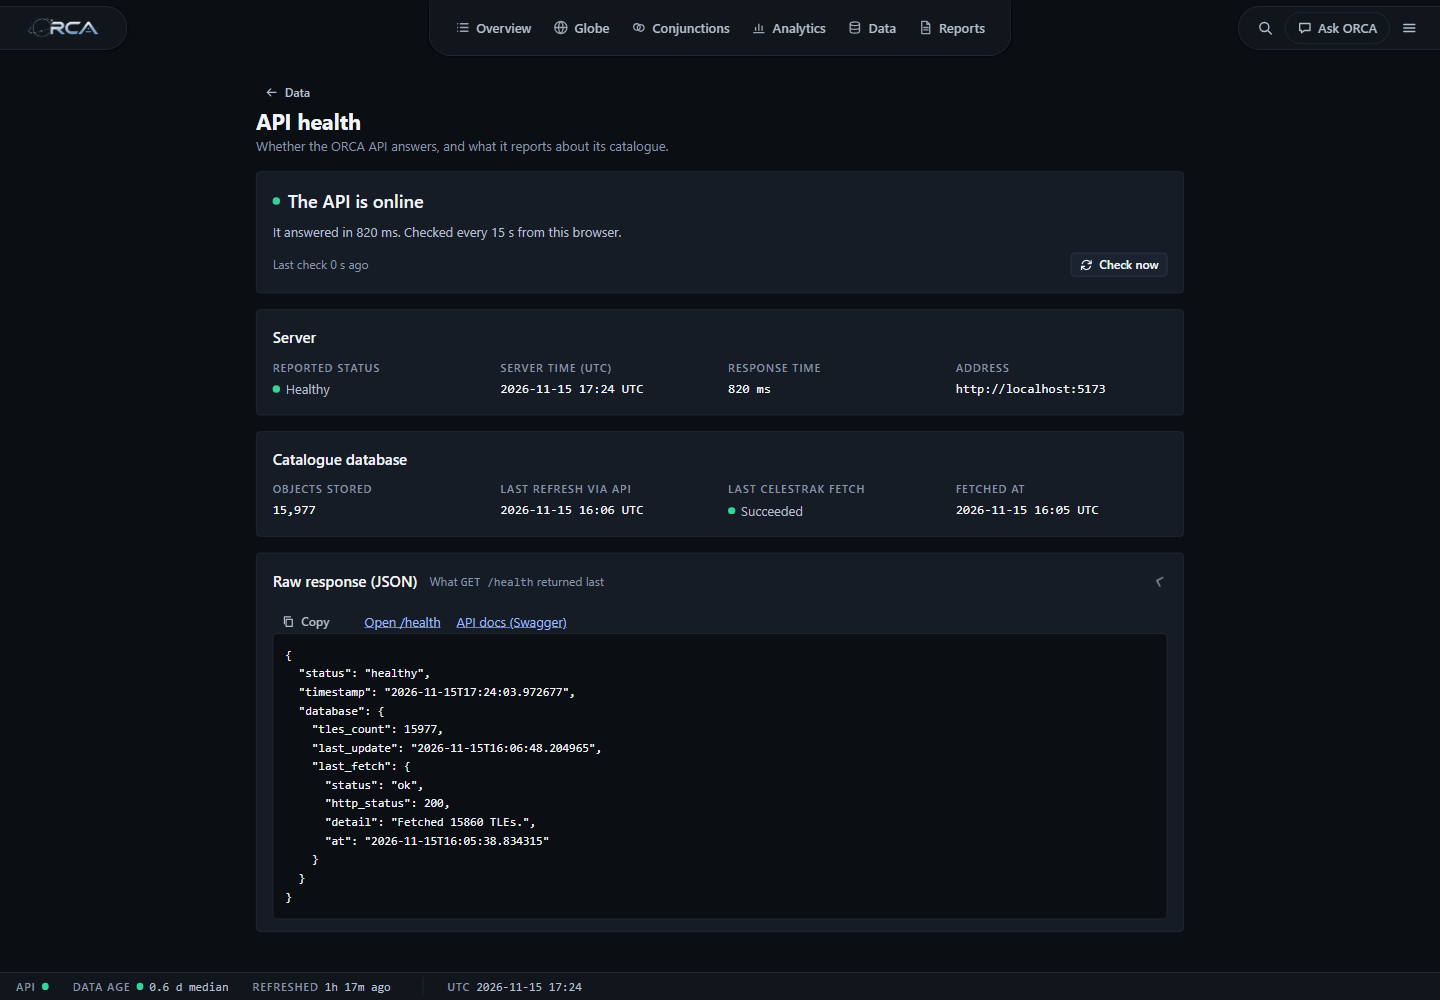 ORCA
Overview
Globe
Conjunctions
Analytics
Data
Reports
Ask ORCA
← Data
API health
Whether the ORCA API answers, and what it reports about its catalogue.
The API is online
It answered in 820 ms. Checked every 15 s from this browser.
Last check 0 s ago
Check now
Server
REPORTED STATUS
SERVER TIME (UTC)
RESPONSE TIME
ADDRESS
Healthy
2026-11-15 17:24 UTC
820 ms
http://localhost:5173
Catalogue database
OBJECTS STORED
LAST REFRESH VIA API
LAST CELESTRAK FETCH
FETCHED AT
15,977
2026-11-15 16:06 UTC
Succeeded
2026-11-15 16:05 UTC
Raw response (JSON) What GET /health returned last
Copy
Open /health
API docs (Swagger)
{
  "status": "healthy",
  "timestamp": "2026-11-15T17:24:03.972677",
  "database": {
    "tles_count": 15977,
    "last_update": "2026-11-15T16:06:48.204965",
    "last_fetch": {
      "status": "ok",
      "http_status": 200,
      "detail": "Fetched 15860 TLEs.",
      "at": "2026-11-15T16:05:38.834315"
    }
  }
}
API
DATA AGE 0.6 d median
REFRESHED 1h 17m ago
UTC 2026-11-15 17:24